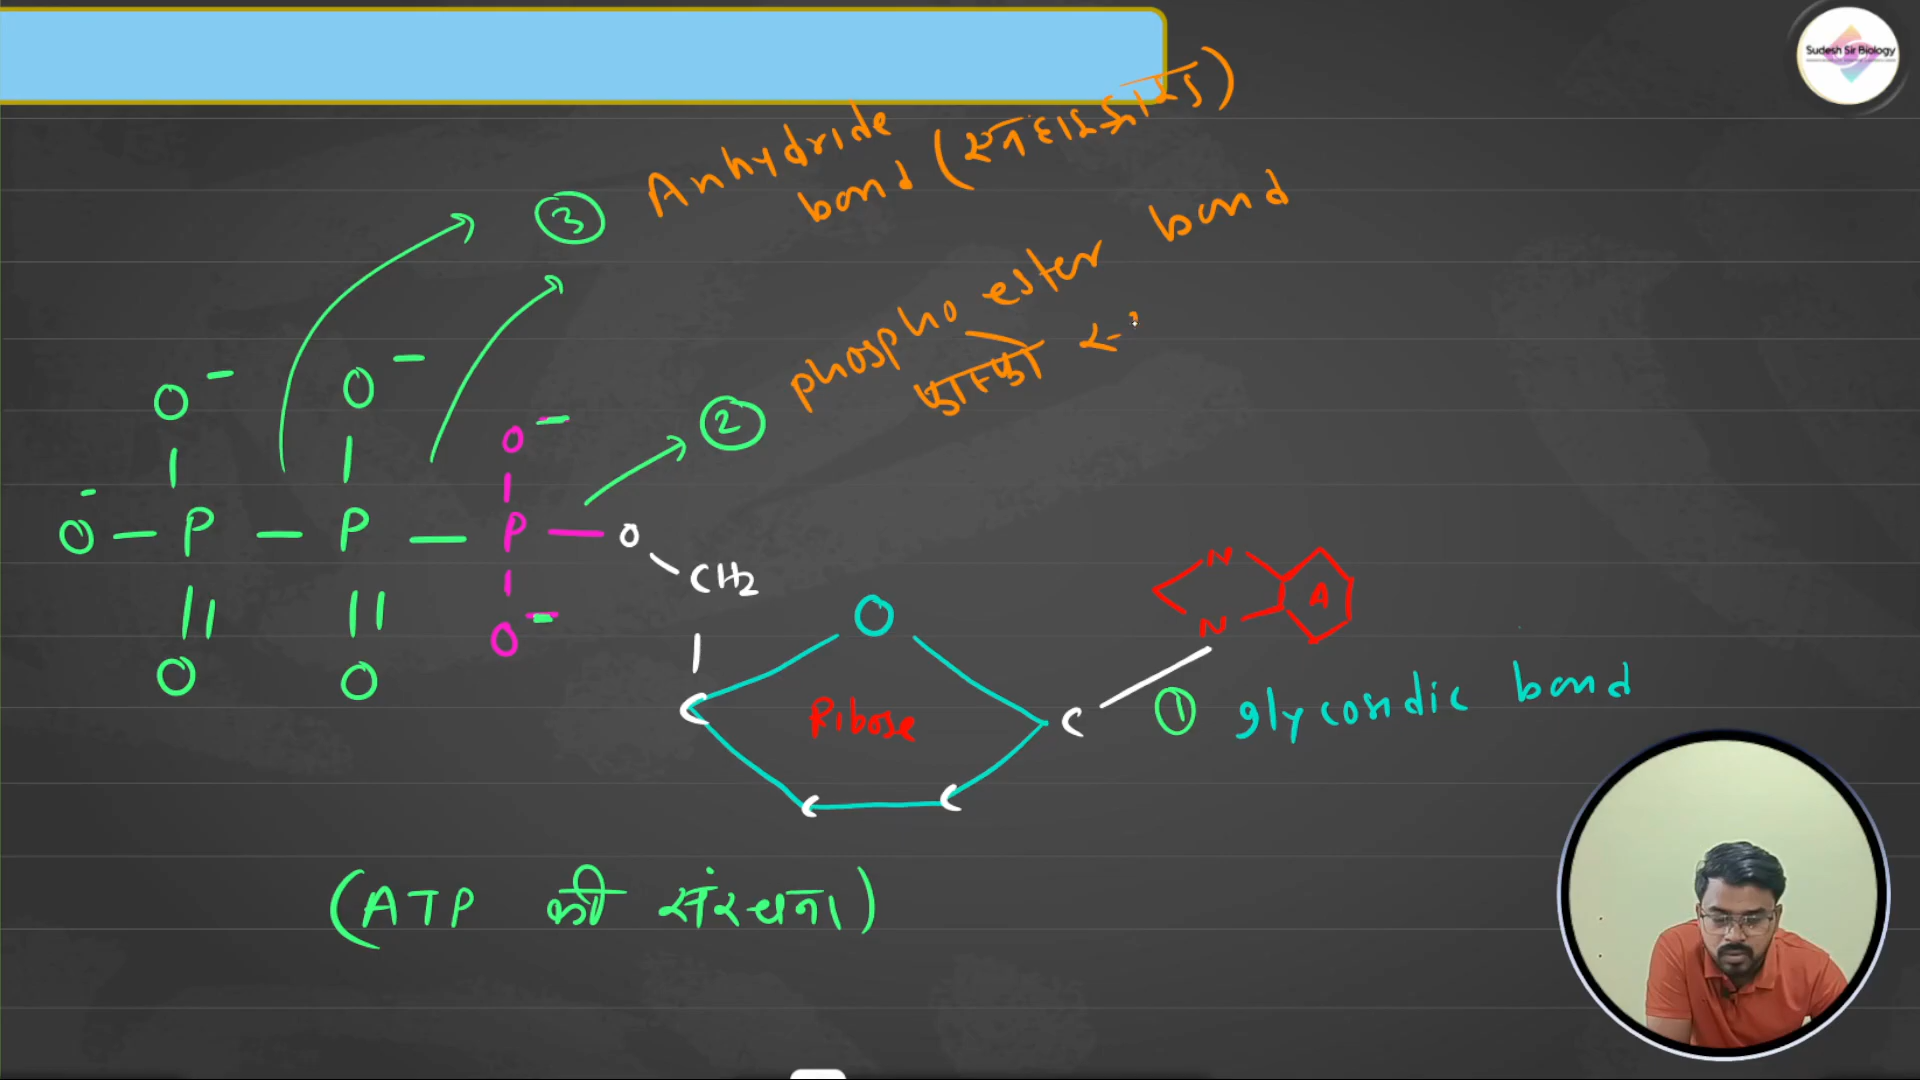 Sudesh Sir Biology
③ Anhydride
bond (एनहाइड्राइड)
② phospho ester bond
फास्फो
O⁻ O⁻ O⁻
O⁻ — P — P — P — O
CH₂
O O O⁻
O
N
N
A
C Ribose C
① glycosidic bond
C C
(ATP की संरचना)